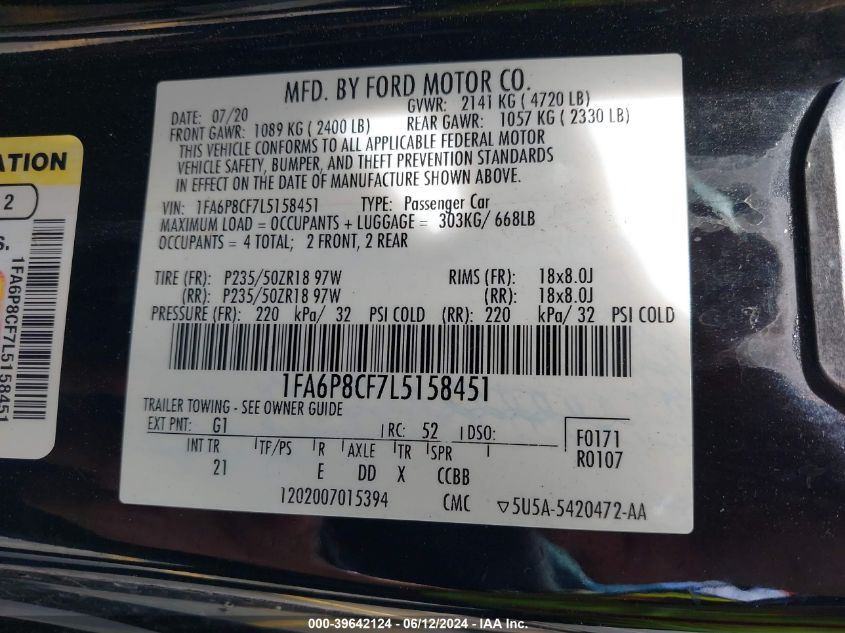 MFD. BY FORD MOTOR CO.
DATE: 07/20 GVWR: 2141 KG ( 4720 LB)
FRONT GAWR: 1089 KG ( 2400 LB) REAR GAWR: 1057 KG ( 2330 LB)
THIS VEHICLE CONFORMS TO ALL APPLICABLE FEDERAL MOTOR
VEHICLE SAFETY, BUMPER, AND THEFT PREVENTION STANDARDS
IN EFFECT ON THE DATE OF MANUFACTURE SHOWN ABOVE.
VIN: 1FA6P8CF7L5158451 TYPE: Passenger Car
MAXIMUM LOAD = OCCUPANTS + LUGGAGE = 303KG/ 668LB
OCCUPANTS = 4 TOTAL; 2 FRONT, 2 REAR
TIRE (FR): P235/50ZR18 97W RIMS (FR): 18x8.0J
(RR): P235/50ZR18 97W (RR): 18x8.0J
PRESSURE (FR): 220 kPa/ 32 PSI COLD (RR): 220 kPa/ 32 PSI COLD
1FA6P8CF7L5158451
TRAILER TOWING - SEE OWNER GUIDE
EXT PNT: G1 RC: 52 DSO:
F0171
R0107
INT TR TF/PS R AXLE TR SPR
21 E DD X CCBB
1202007015394 CMC ▽5U5A-5420472-AA
ATION
2
S.
1FA6P8CF7L5158451
000-39642124 - 06/12/2024 - IAA Inc.